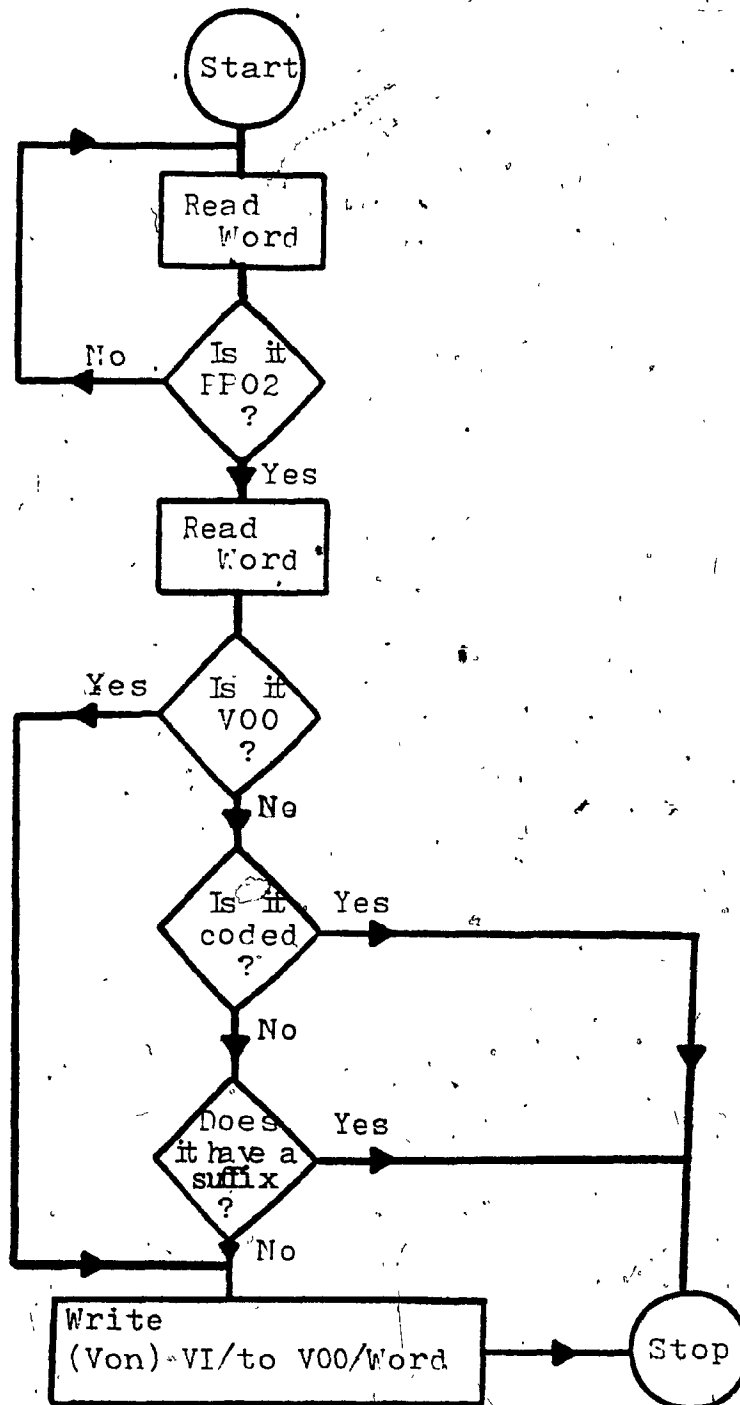 Start
Read
Word
Is it
PP02
?
No
Yes
Read
Word
Is it
V00
?
Yes
No
Is it
coded
?
Yes
No
Does
it have a
suffix
?
Yes
No
Write
(Von) VI/to V00/Word
Stop